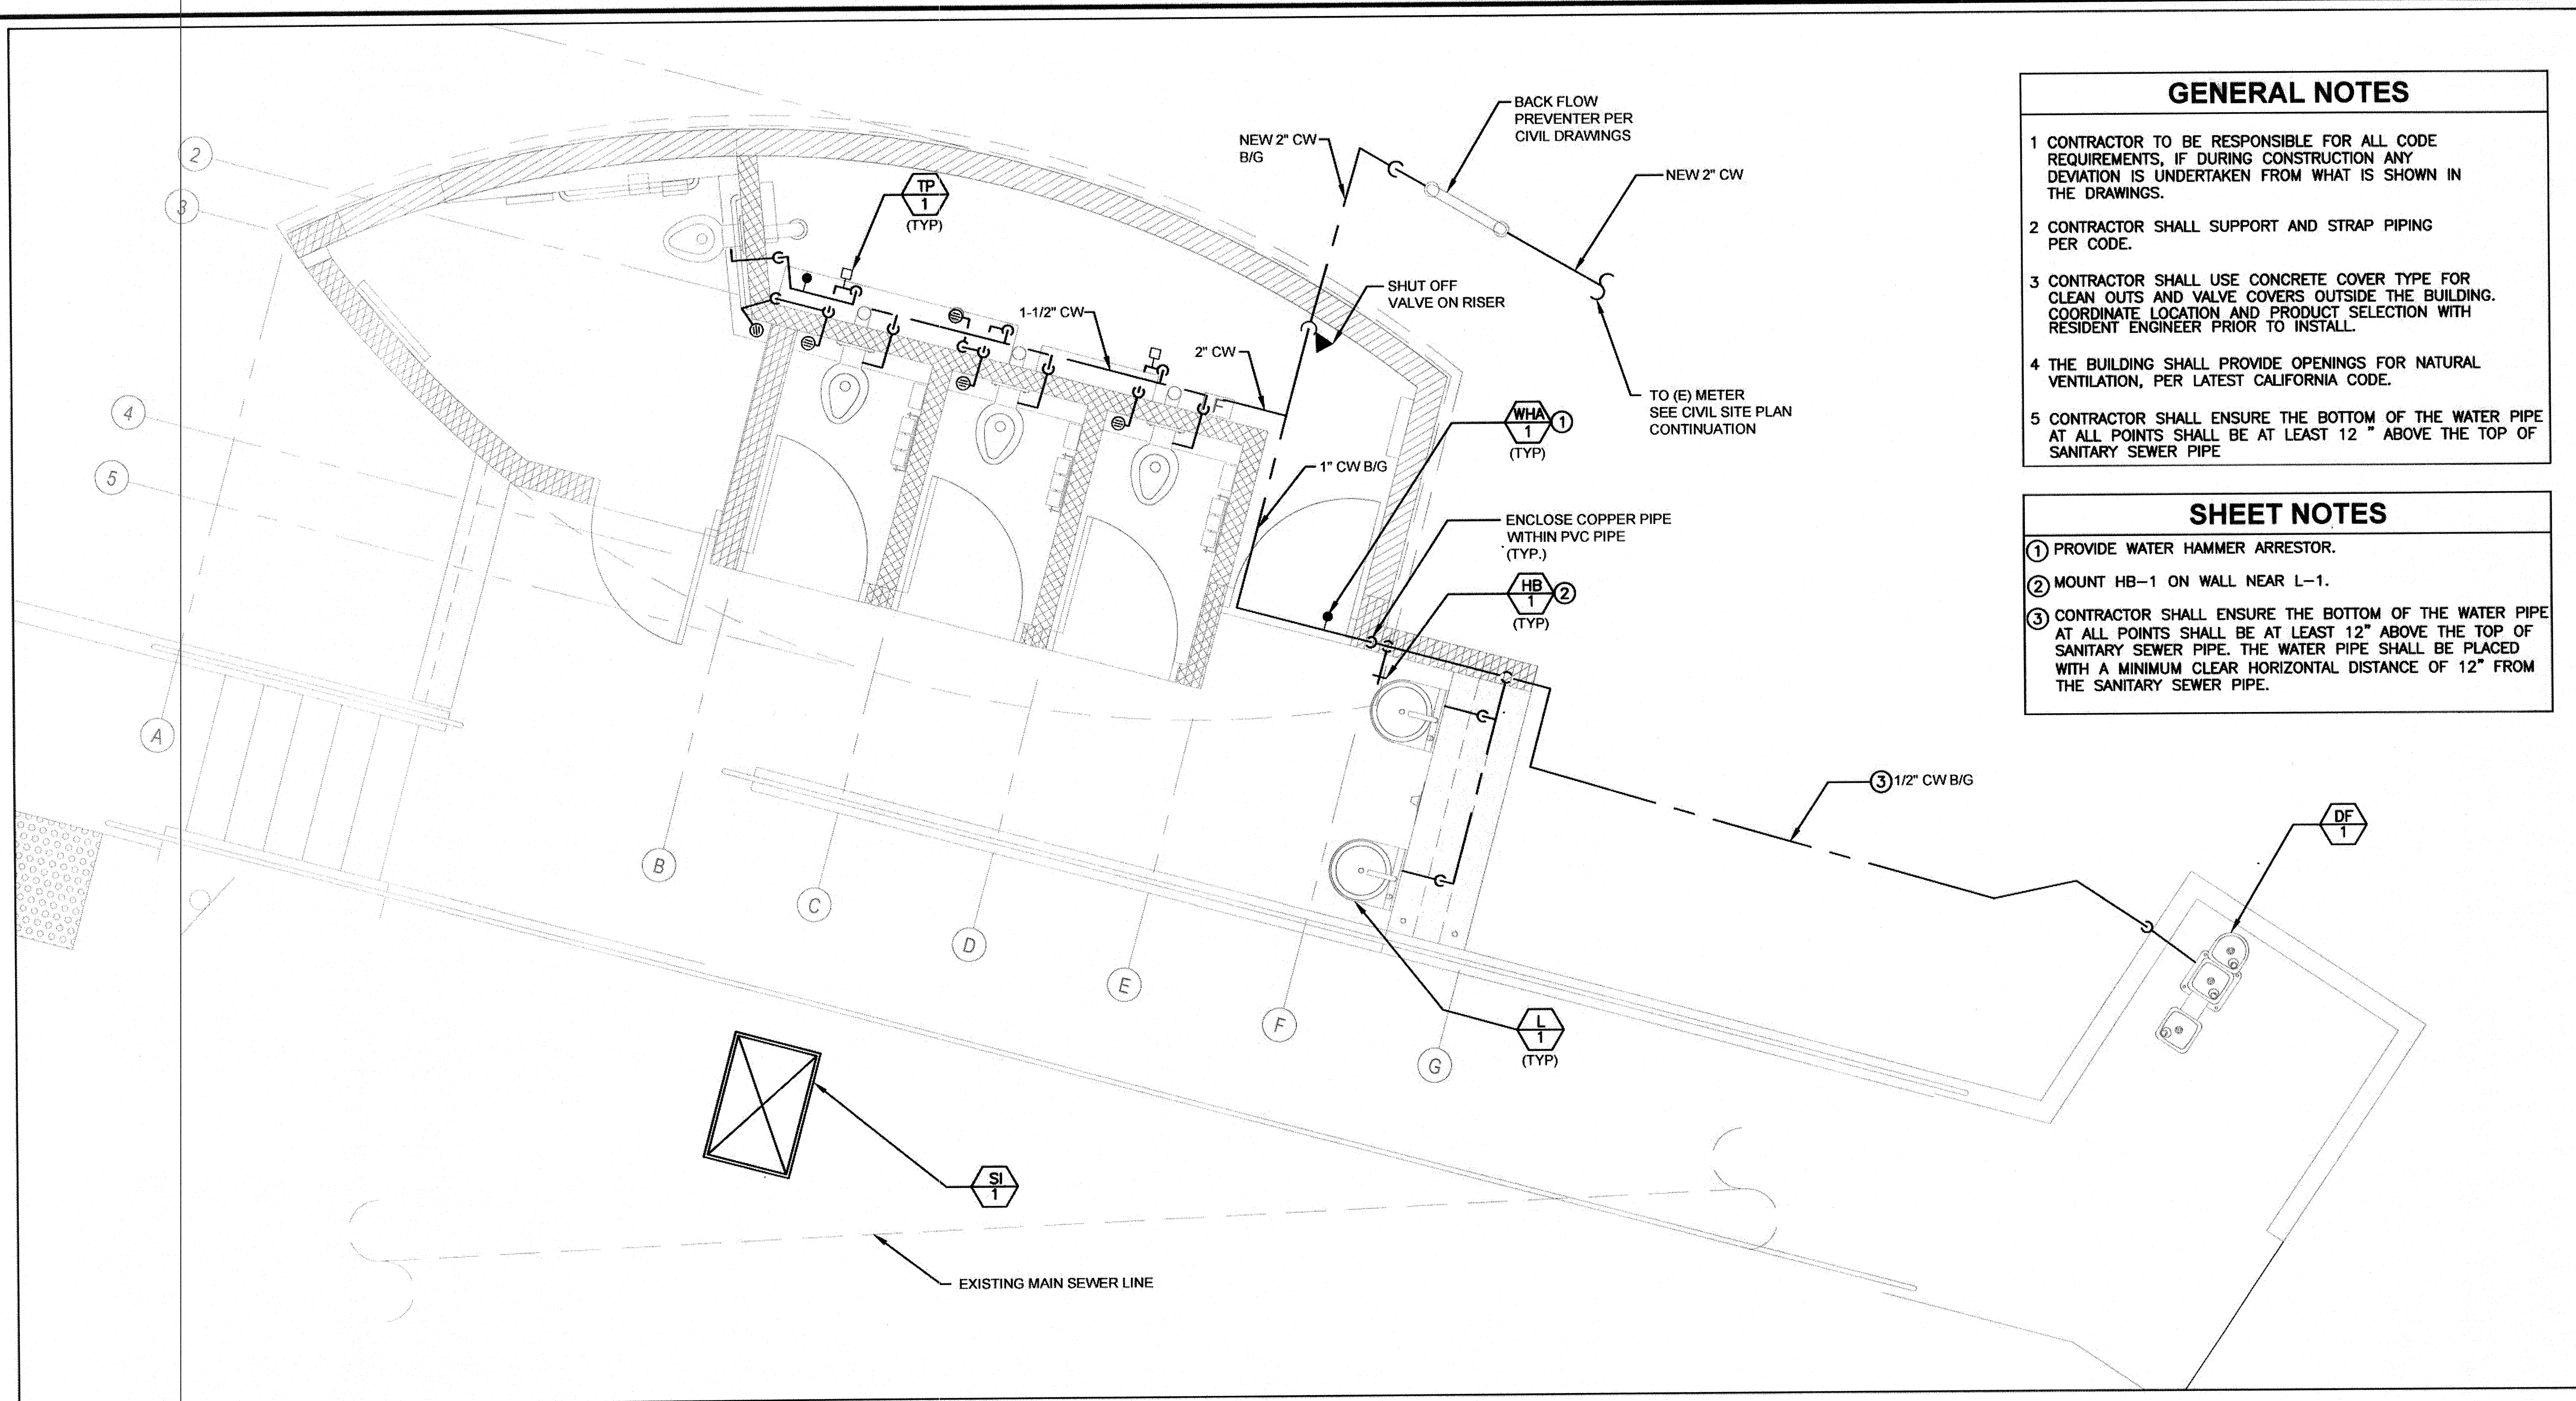 GENERAL NOTES
1 CONTRACTOR TO BE RESPONSIBLE FOR ALL CODE
REQUIREMENTS, IF DURING CONSTRUCTION ANY
DEVIATION IS UNDERTAKEN FROM WHAT IS SHOWN IN
THE DRAWINGS.
2 CONTRACTOR SHALL SUPPORT AND STRAP PIPING
PER CODE.
3 CONTRACTOR SHALL USE CONCRETE COVER TYPE FOR
CLEAN OUTS AND VALVE COVERS OUTSIDE THE BUILDING.
COORDINATE LOCATION AND PRODUCT SELECTION WITH
RESIDENT ENGINEER PRIOR TO INSTALL.
4 THE BUILDING SHALL PROVIDE OPENINGS FOR NATURAL
VENTILATION, PER LATEST CALIFORNIA CODE.
5 CONTRACTOR SHALL ENSURE THE BOTTOM OF THE WATER PIPE
AT ALL POINTS SHALL BE AT LEAST 12 " ABOVE THE TOP OF
SANITARY SEWER PIPE
SHEET NOTES
1 PROVIDE WATER HAMMER ARRESTOR.
2 MOUNT HB-1 ON WALL NEAR L-1.
3 CONTRACTOR SHALL ENSURE THE BOTTOM OF THE WATER PIPE
AT ALL POINTS SHALL BE AT LEAST 12" ABOVE THE TOP OF
SANITARY SEWER PIPE. THE WATER PIPE SHALL BE PLACED
WITH A MINIMUM CLEAR HORIZONTAL DISTANCE OF 12" FROM
THE SANITARY SEWER PIPE.
BACK FLOW
PREVENTER PER
CIVIL DRAWINGS
NEW 2" CW
B/G
NEW 2" CW
2
3
TP
1
(TYP)
SHUT OFF
VALVE ON RISER
1-1/2" CW
2" CW
TO (E) METER
SEE CIVIL SITE PLAN
CONTINUATION
4
5
WHA
1
1
(TYP)
1" CW B/G
ENCLOSE COPPER PIPE
WITHIN PVC PIPE
(TYP.)
HB
1
2
(TYP)
A
3 1/2" CW B/G
DF
1
B
C
D
E
F
G
L
1
(TYP)
SI
1
EXISTING MAIN SEWER LINE